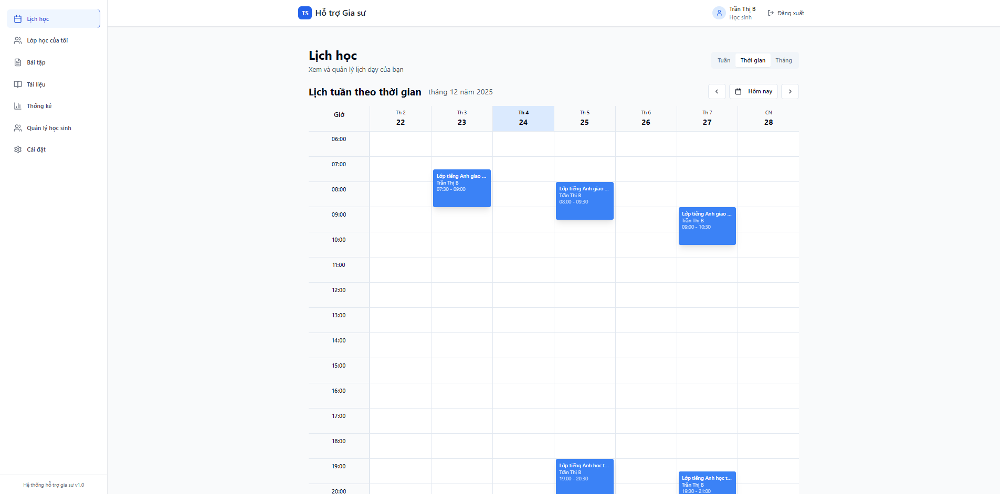 Lịch học
Lớp học của tôi
Bài tập
Tài liệu
Thống kê
Quản lý học sinh
Cài đặt
Hệ thống hỗ trợ gia sư v1.0
TS Hỗ trợ Gia sư
Trần Thị B
Học sinh
Đăng xuất
Lịch học
Xem và quản lý lịch dạy của bạn
Tuần Thời gian Tháng
Lịch tuần theo thời gian tháng 12 năm 2025
Hôm nay
Giờ Th 2 Th 3 Th 4 Th 5 Th 6 Th 7 CN
22 23 24 25 26 27 28
06:00
07:00
Lớp tiếng Anh giao ...
Trần Thị B
07:30 - 09:00
08:00
Lớp tiếng Anh giao ...
Trần Thị B
08:00 - 09:30
09:00
Lớp tiếng Anh giao ...
Trần Thị B
09:00 - 10:30
10:00
11:00
12:00
13:00
14:00
15:00
16:00
17:00
18:00
19:00
Lớp tiếng Anh học t...
Trần Thị B
19:00 - 20:30
Lớp tiếng Anh học t...
Trần Thị B
19:30 - 21:00
20:00